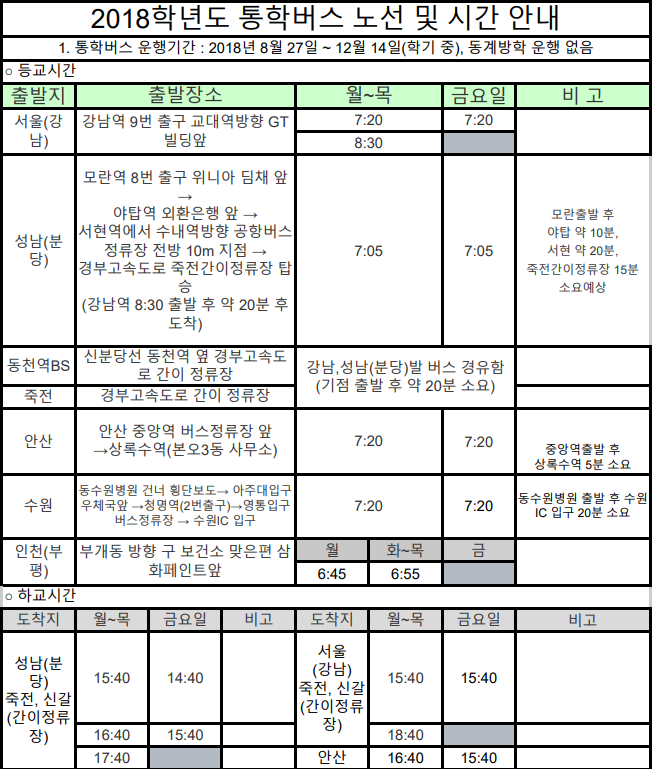 2018학년도 통학버스 노선 및 시간 안내
1. 통학버스 운행기간 : 2018년 8월 27일 ~ 12월 14일(학기 중), 동계방학 운행 없음
○ 등교시간
출발지 출발장소 월~목 금요일 비 고
서울(강남) 강남역 9번 출구 교대역방향 GT
빌딩앞
7:20 7:20
8:30
성남(분당)
모란역 8번 출구 위니아 딤채 앞
→
야탑역 외환은행 앞 →
서현역에서 수내역방향 공항버스
정류장 전방 10m 지점 →
경부고속도로 죽전간이정류장 탑
승
(강남역 8:30 출발 후 약 20분 후
도착)
7:05 7:05
모란출발 후
야탑 약 10분,
서현 약 20분,
죽전간이정류장 15분
소요예상
동천역BS 신분당선 동천역 옆 경부고속도
로 간이 정류장
강남,성남(분당)발 버스 경유함
(기점 출발 후 약 20분 소요)
죽전 경부고속도로 간이 정류장
안산 안산 중앙역 버스정류장 앞
→상록수역(본오3동 사무소)
7:20 7:20
중앙역출발 후
상록수역 5분 소요
수원 동수원병원 건너 횡단보도→ 아주대입구
우체국앞 →청명역(2번출구)→영통입구
버스정류장 → 수원IC 입구
7:20 7:20
동수원병원 출발 후 수원
IC 입구 20분 소요
인천(부평) 부개동 방향 구 보건소 맞은편 삼
화페인트앞
월 화~목 금
6:45 6:55
○ 하교시간
도착지 월~목 금요일 비고 도착지 월~목 금요일 비고
성남(분
당)
죽전, 신갈
(간이정류
장)
15:40 14:40
16:40 15:40
17:40
서울
(강남)
죽전, 신갈
(간이정류
장)
15:40 15:40
18:40
안산 16:40 15:40